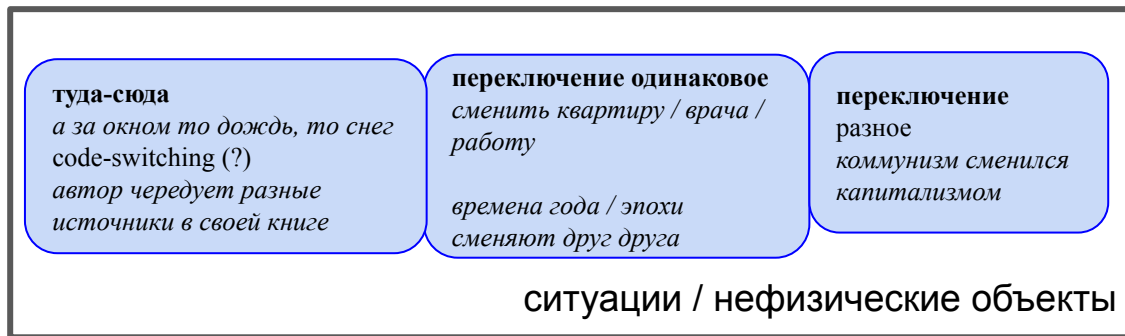 туда-сюда
а за окном то дождь, то снег
code-switching (?)
автор чередует разные
источники в своей книге
переключение одинаковое
сменить квартиру / врача /
работу
времена года / эпохи
сменяют друг друга
переключение
разное
коммунизм сменился
капитализмом
ситуации / нефизические объекты